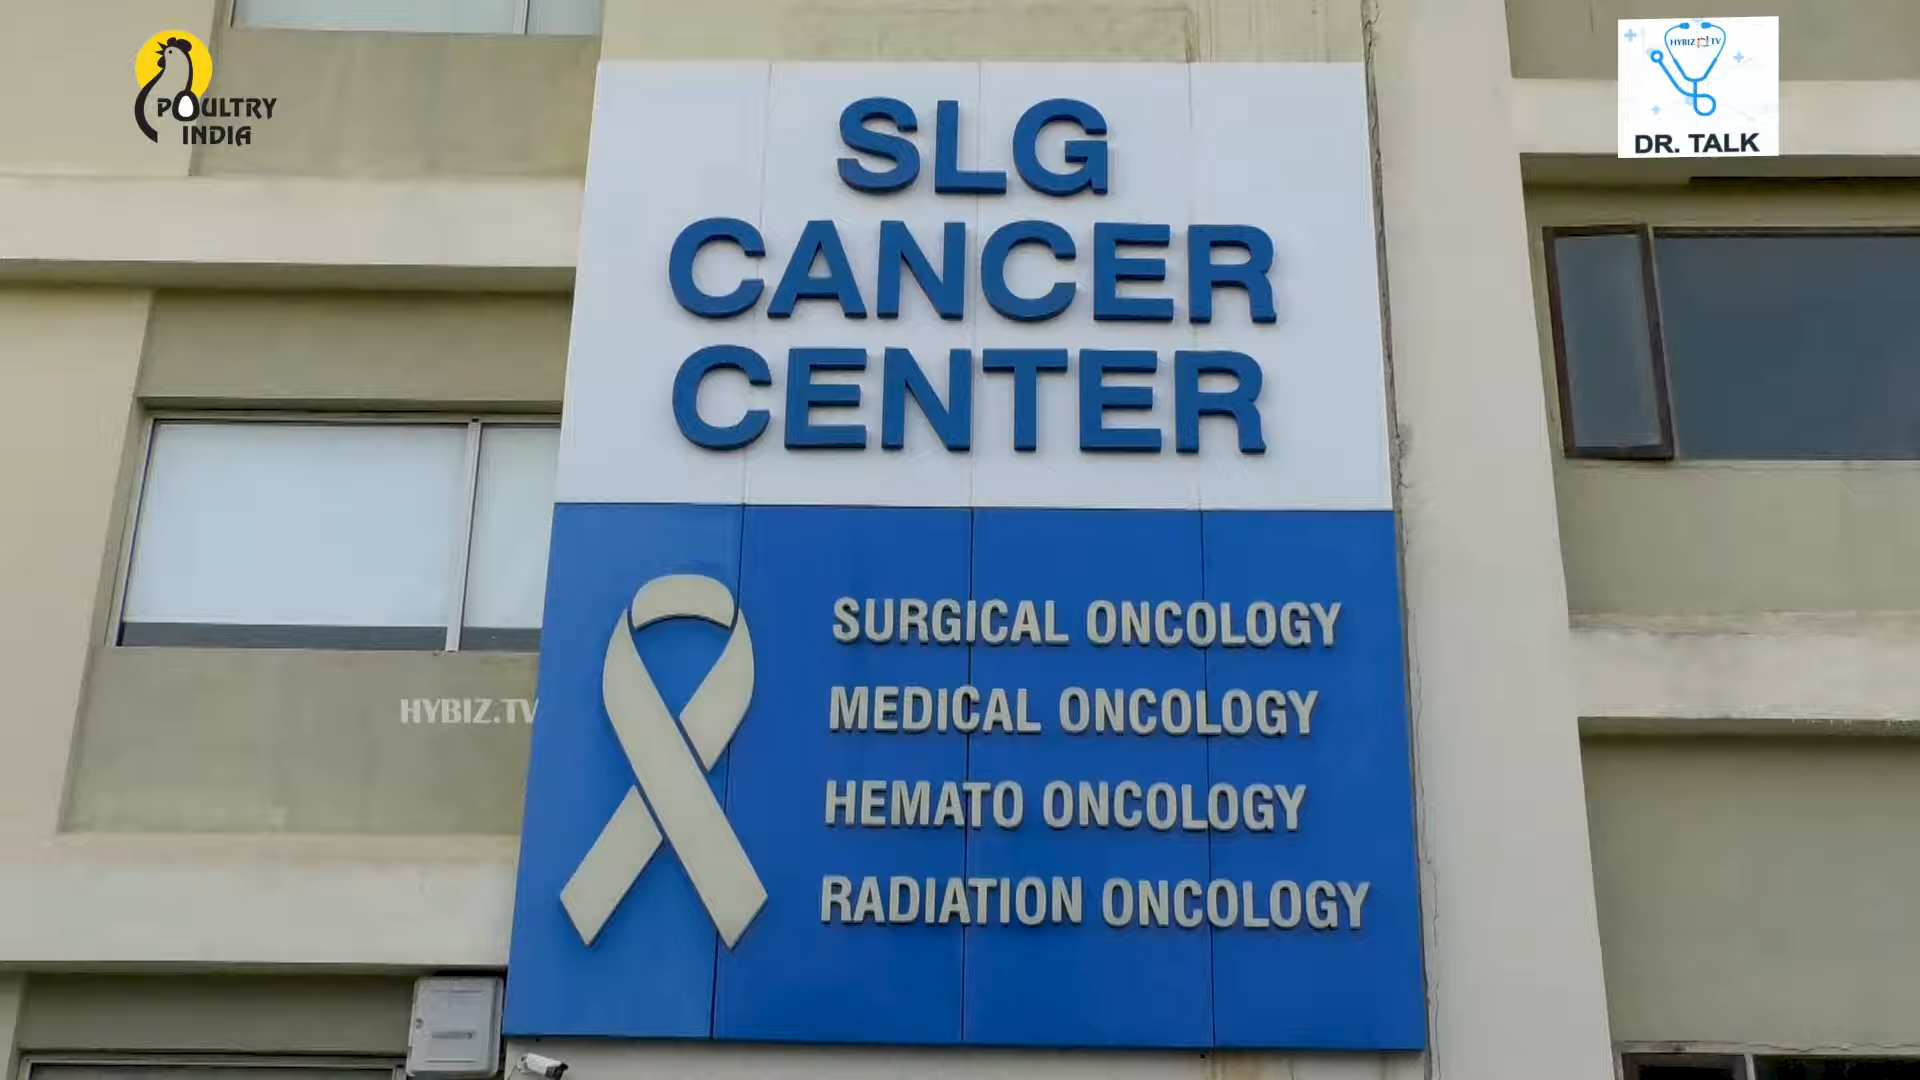 POULTRY
INDIA
HYBIZ TV
DR. TALK
SLG
CANCER
CENTER
SURGICAL ONCOLOGY
MEDICAL ONCOLOGY
HEMATO ONCOLOGY
RADIATION ONCOLOGY
HYBIZ.TV